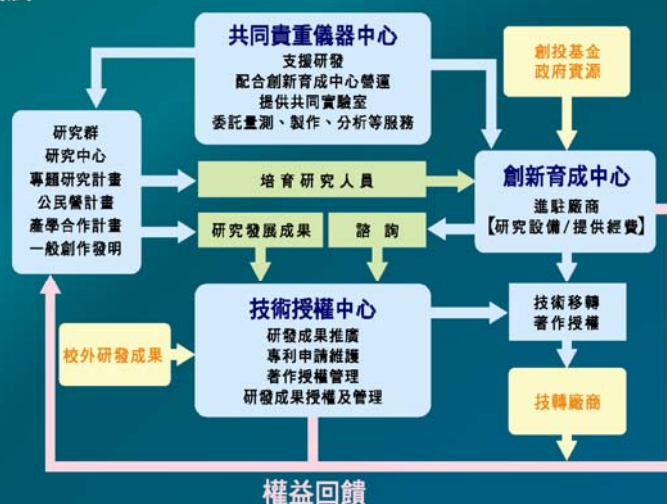 共同貴重儀器中心
支援研發
配合創新育成中心營運
提供共同實驗室
委託量測、製作、分析等服務
創投基金
政府資源
研究群
研究中心
專題研究計畫
公民營計畫
產學合作計畫
一般創作發明
培育研究人員
創新育成中心
進駐廠商
【研究設備/提供經費】
研究發展成果
諮詢
技術授權中心
研發成果推廣
專利申請維護
著作授權管理
研發成果授權及管理
技術移轉
著作授權
校外研發成果
技轉廠商
權益回饋